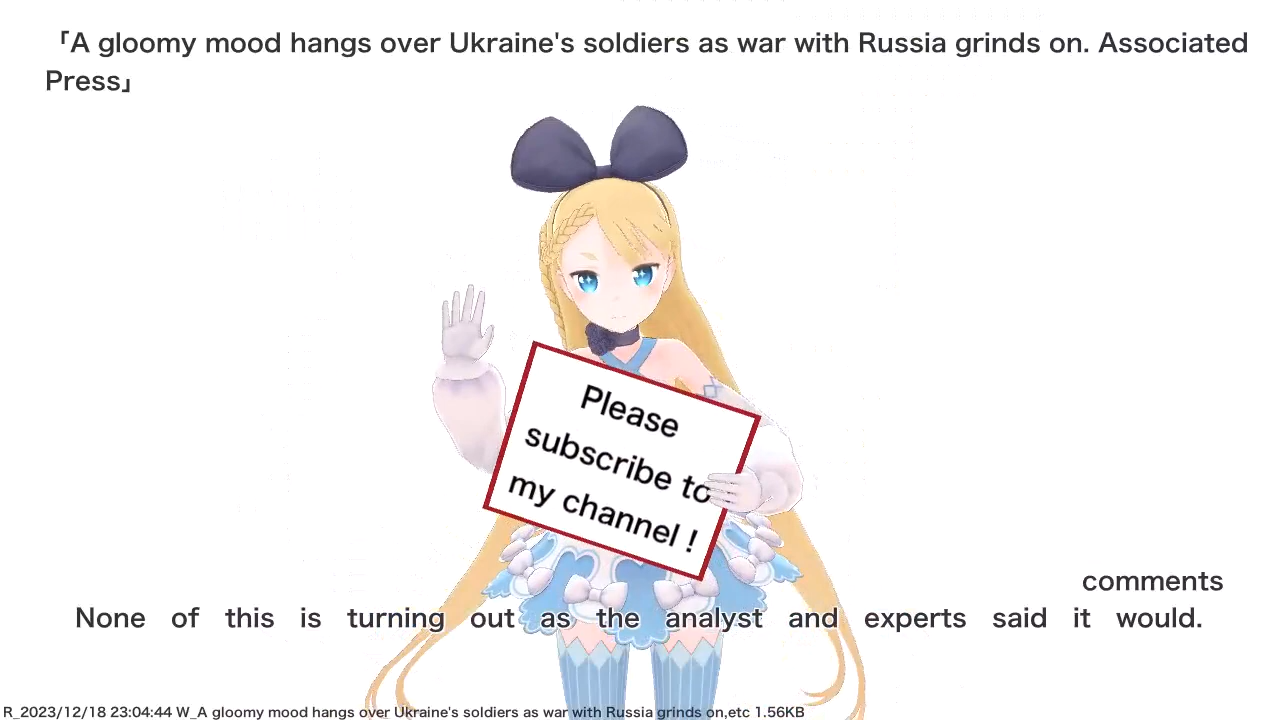 「A gloomy mood hangs over Ukraine's soldiers as war with Russia grinds on. Associated
Press」
Please
subscribe to
my channel !
comments
None of this is turning out as the analyst and experts said it would.
R_2023/12/18 23:04:44 W_A gloomy mood hangs over Ukraine's soldiers as war with Russia grinds on,etc 1.56KB